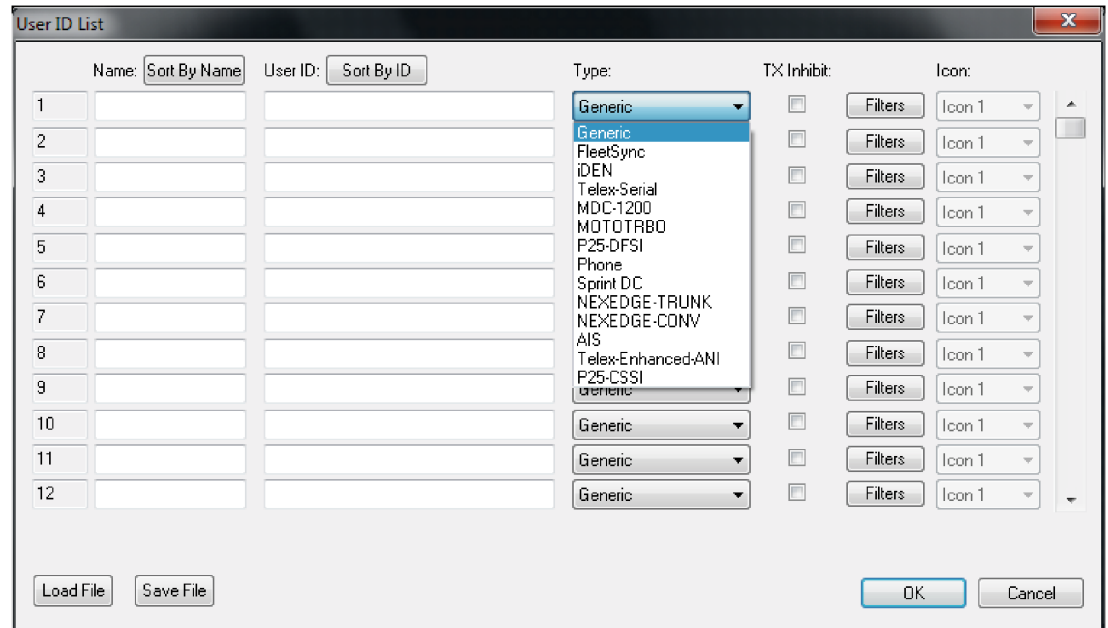 User ID List
Name: Sort By Name User ID: Sort By ID Type: TX Inhibit: Icon:
1 Generic Filters Icon 1
Generic
2 Filters Icon 1
FleetSync
iDEN
3 Filters Icon 1
Telex-Serial
MDC-1200
4 Filters Icon 1
MOTOTRBO
P25-DFSI
5 Filters Icon 1
Phone
Sprint DC
6 Filters Icon 1
NEXEDGE-TRUNK
7 Filters Icon 1
NEXEDGE-CONV
AIS
8 Filters Icon 1
Telex-Enhanced-ANI
P25-CSSI
9 Generic Filters Icon 1
10 Generic Filters Icon 1
11 Generic Filters Icon 1
12 Generic Filters Icon 1
Load File Save File OK Cancel